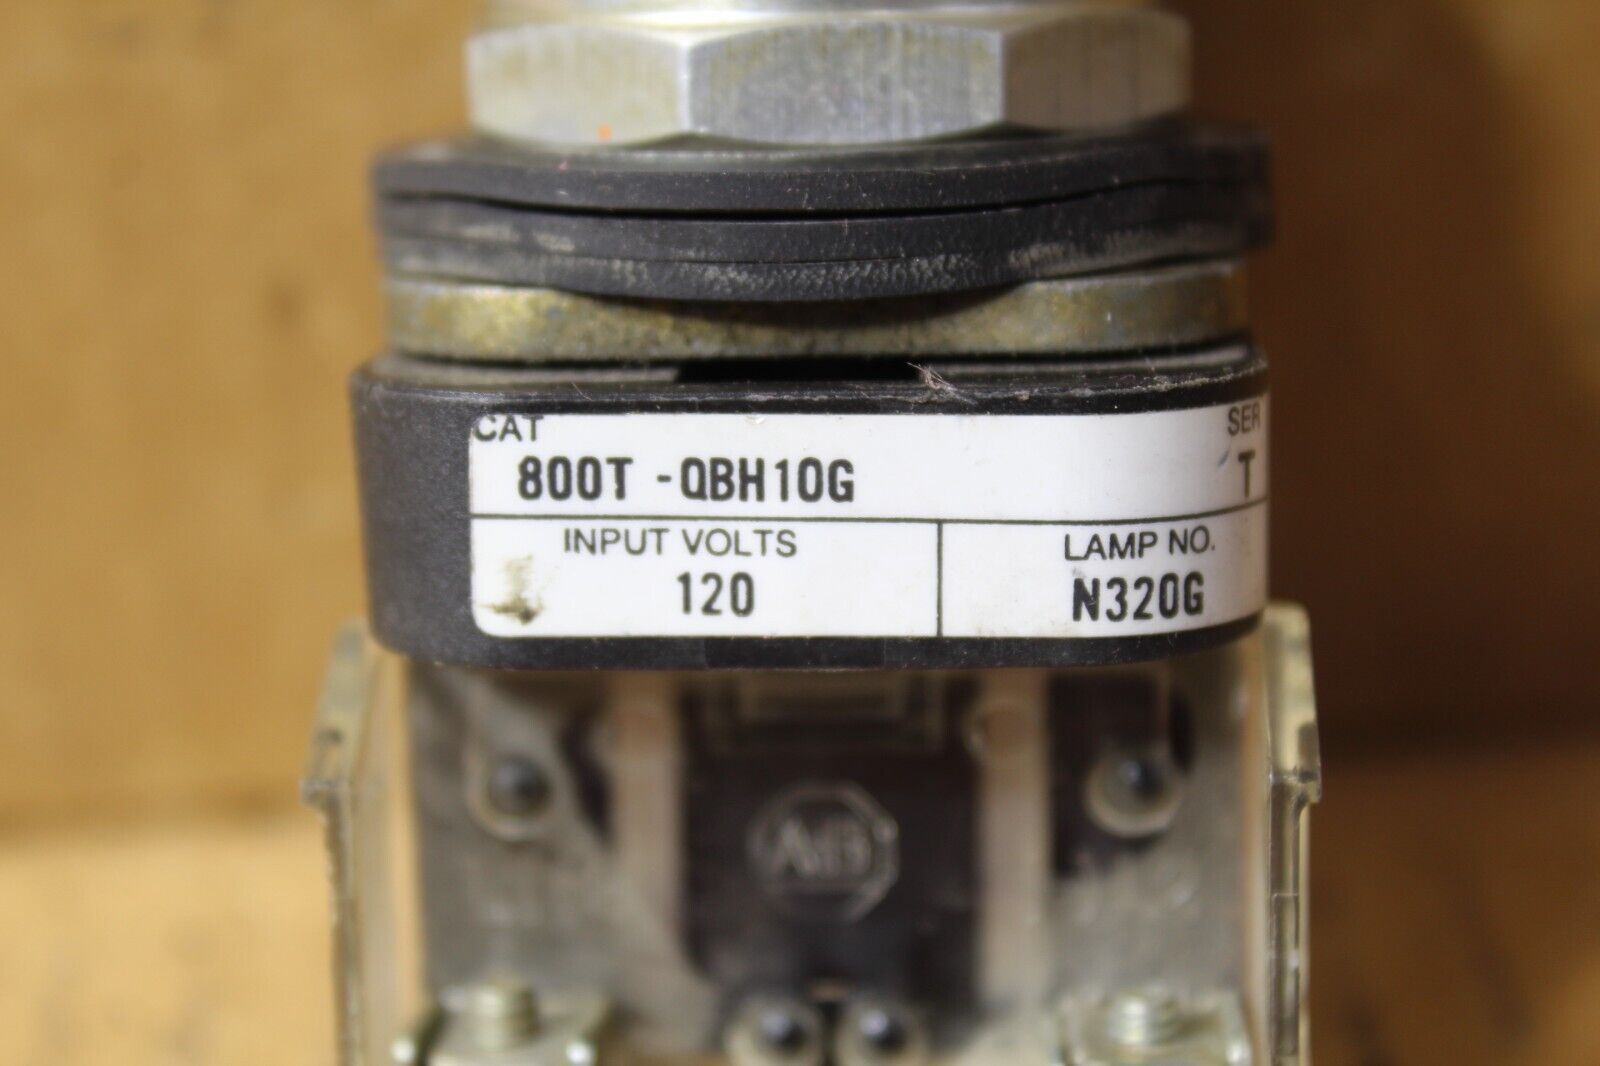 CAT SER
800T -QBH10G T
INPUT VOLTS LAMP NO.
120 N320G
AB